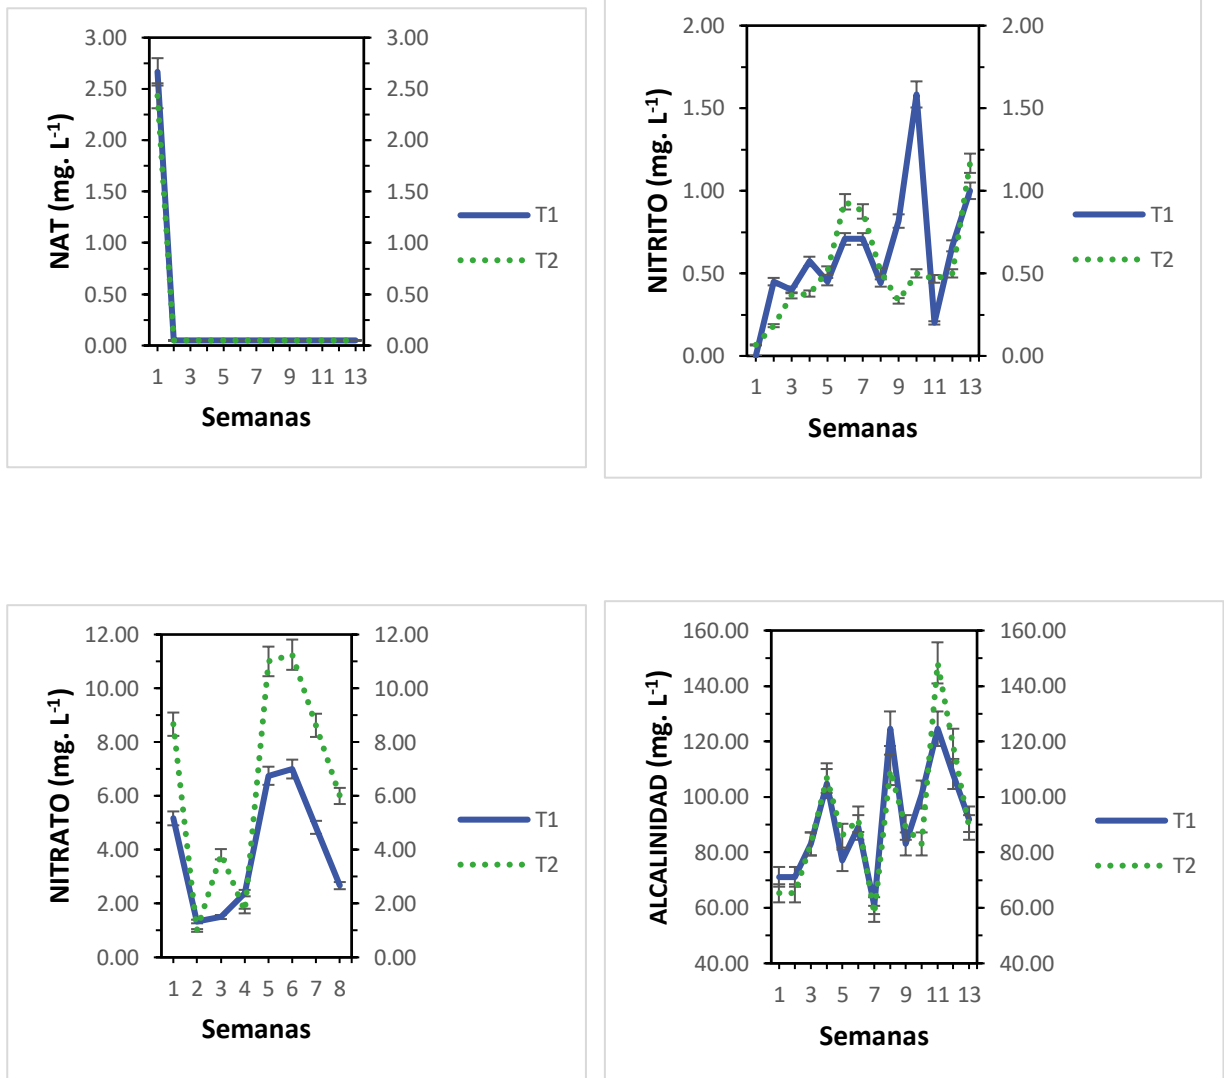 NAT (mg. L-1)
3.00
2.50
2.00
1.50
1.00
0.50
0.00
3.00
2.50
2.00
1.50
1.00
0.50
0.00
1 3 5 7 9 11 13
Semanas
T1
T2
NITRITO (mg. L-1)
2.00
1.50
1.00
0.50
0.00
2.00
1.50
1.00
0.50
0.00
1 3 5 7 9 11 13
Semanas
T1
T2
NITRATO (mg. L-1)
12.00
10.00
8.00
6.00
4.00
2.00
0.00
12.00
10.00
8.00
6.00
4.00
2.00
0.00
1 2 3 4 5 6 7 8
Semanas
T1
T2
ALCALINIDAD (mg. L-1)
160.00
140.00
120.00
100.00
80.00
60.00
40.00
160.00
140.00
120.00
100.00
80.00
60.00
40.00
1 3 5 7 9 11 13
Semanas
T1
T2